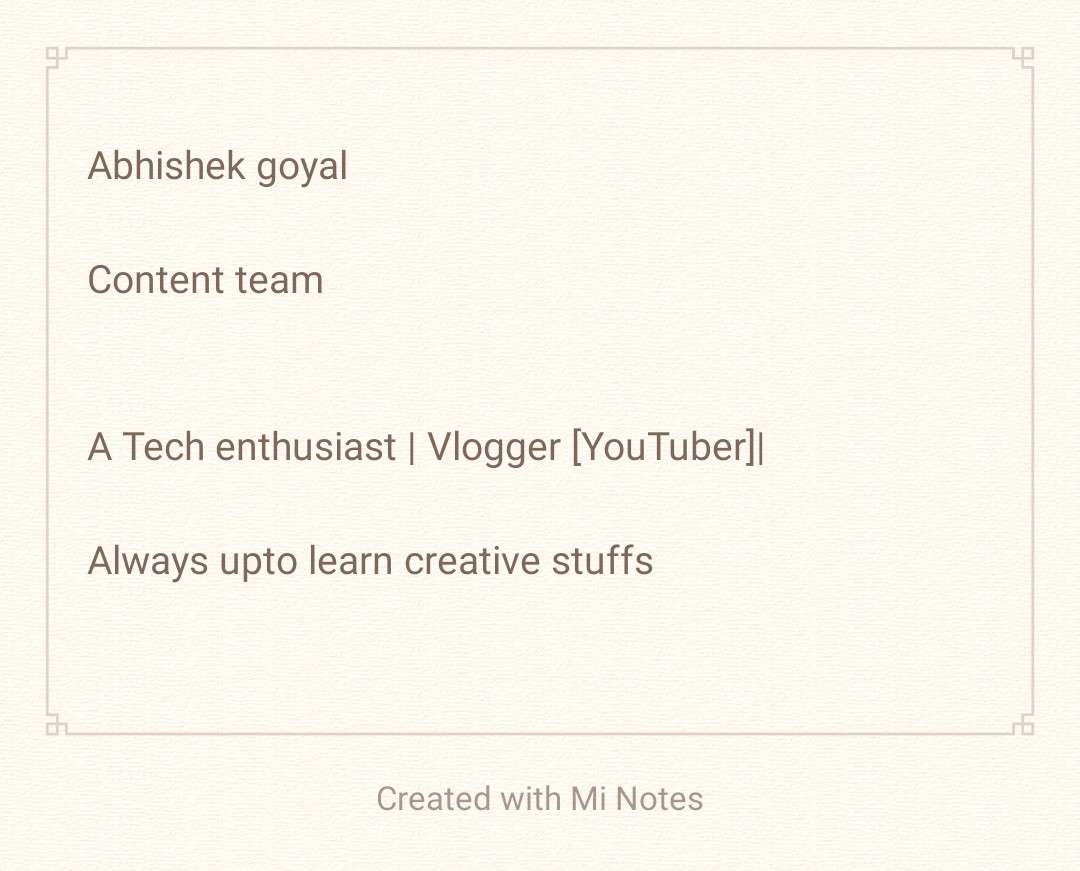 Abhishek goyal
Content team
A Tech enthusiast | Vlogger [YouTuber]|
Always upto learn creative stuffs
Created with Mi Notes